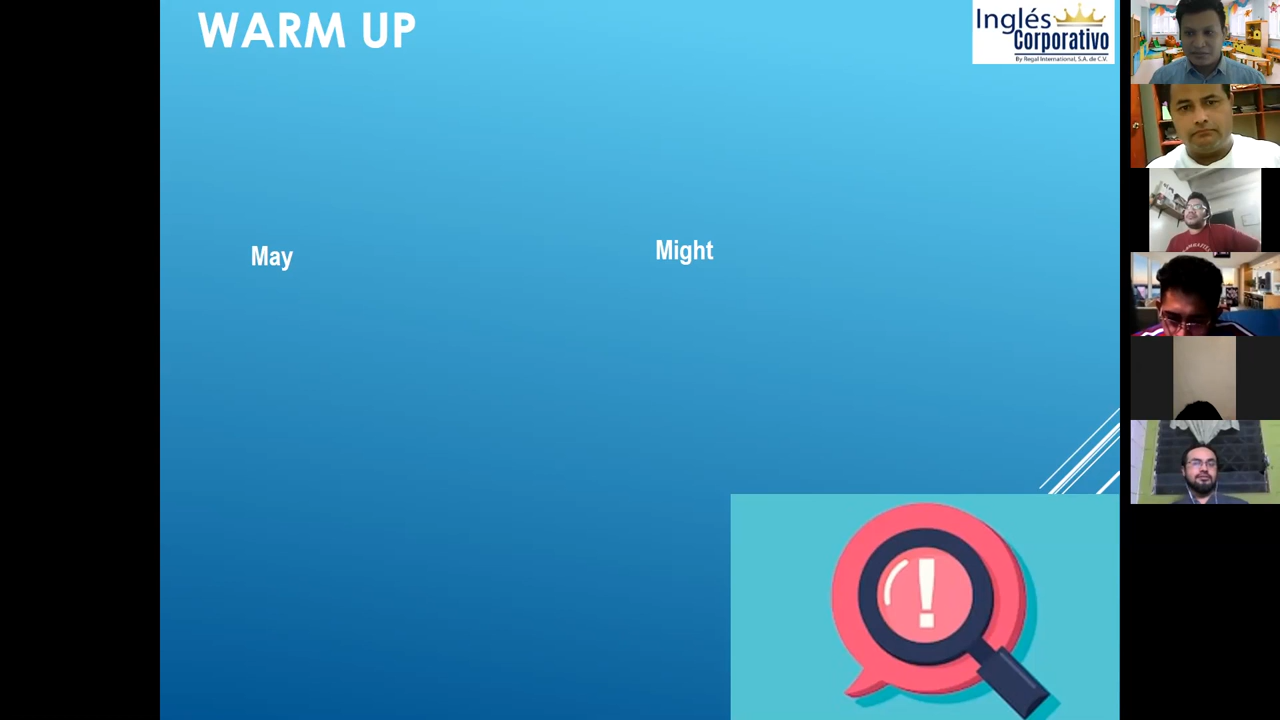 WARM UP
Inglés
Corporativo
By Regal International, S.A. de C.V.
May
Might
!